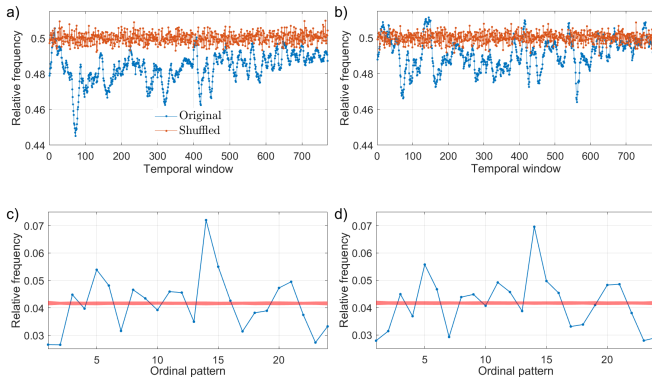 a)
Relative frequency
0.5
0.48
0.46
0.44
Original
Shuffled
0 100 200 300 400 500 600 700
Temporal window
b)
Relative frequency
0.5
0.48
0.46
0.44
0 100 200 300 400 500 600 700
Temporal window
c)
Relative frequency
0.07
0.06
0.05
0.04
0.03
5 10 15 20
Ordinal pattern
d)
Relative frequency
0.07
0.06
0.05
0.04
0.03
5 10 15 20
Ordinal pattern